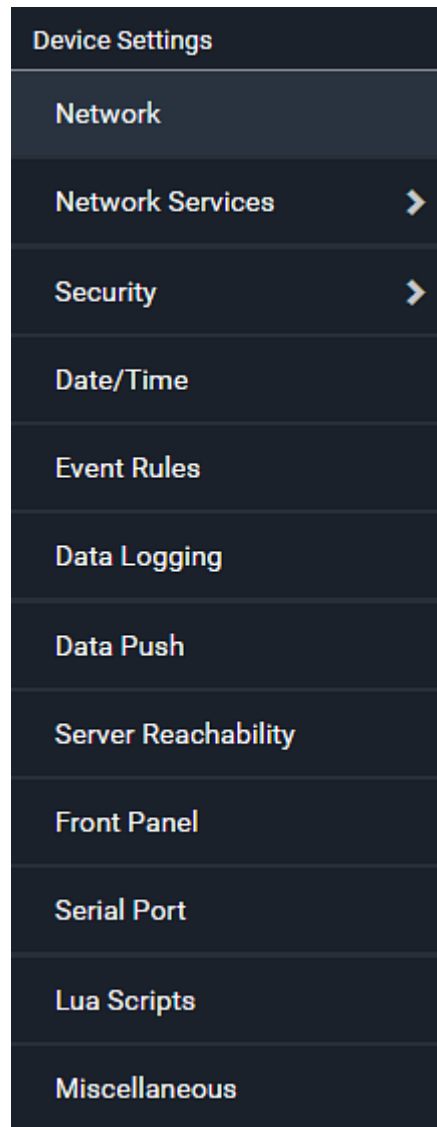 Device Settings
Network
Network Services
Security
Date/Time
Event Rules
Data Logging
Data Push
Server Reachability
Front Panel
Serial Port
Lua Scripts
Miscellaneous